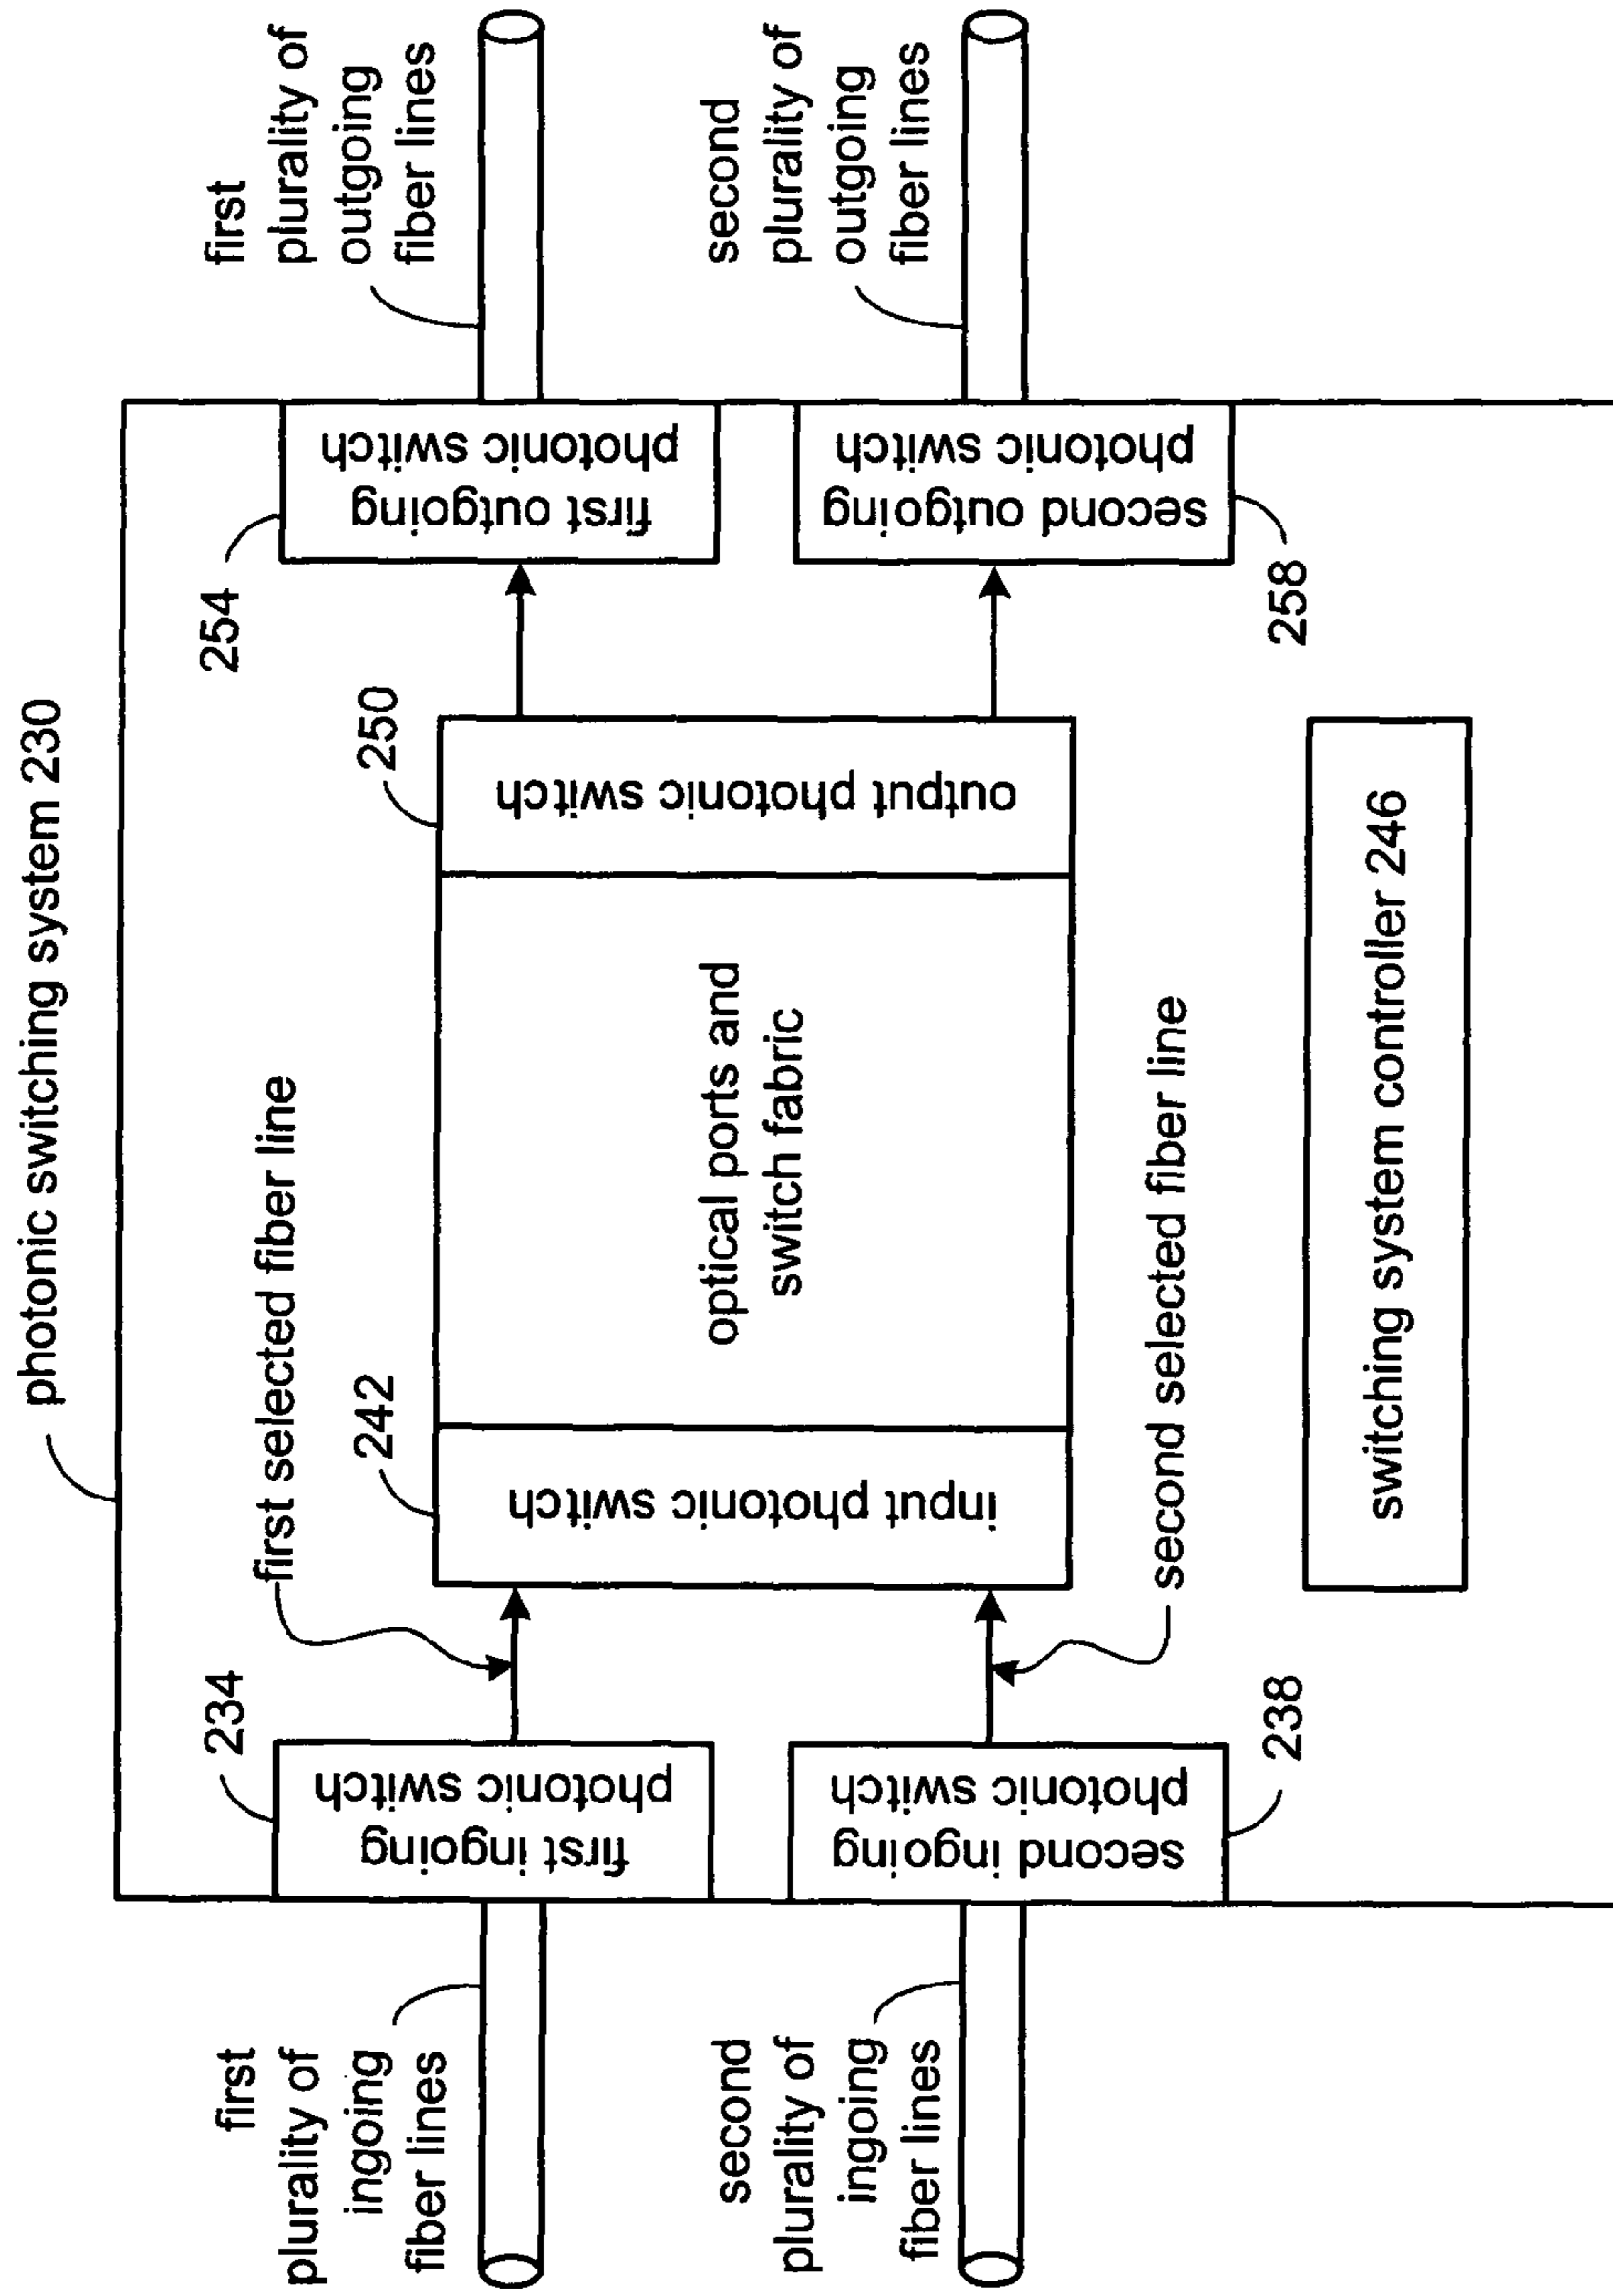 photonic switching system 230
first
plurality of
ingoing
fiber lines
second
plurality of
ingoing
fiber lines
234
first ingoing
photonic switch
second ingoing
photonic switch
238
first selected fiber line
242
input photonic switch
second selected fiber line
optical ports and
switch fabric
250
output photonic switch
switching system controller 246
254
first outgoing
photonic switch
second outgoing
photonic switch
258
first
plurality of
outgoing
fiber lines
second
plurality of
outgoing
fiber lines